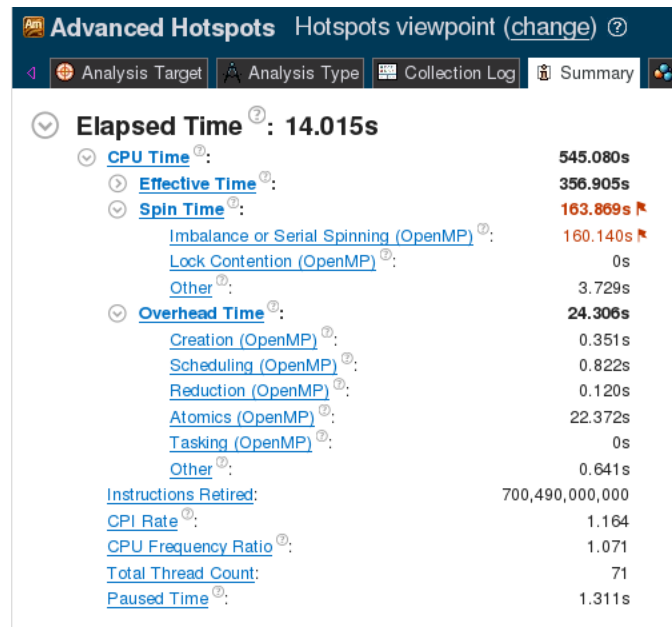 Am Advanced Hotspots Hotspots viewpoint (change) ?
Analysis Target Analysis Type Collection Log Summary
Elapsed Time ?: 14.015s
CPU Time ?: 545.080s
Effective Time ?: 356.905s
Spin Time ?: 163.869s
Imbalance or Serial Spinning (OpenMP) ?: 160.140s
Lock Contention (OpenMP) ?: 0s
Other ?: 3.729s
Overhead Time ?: 24.306s
Creation (OpenMP) ?: 0.351s
Scheduling (OpenMP) ?: 0.822s
Reduction (OpenMP) ?: 0.120s
Atomics (OpenMP) ?: 22.372s
Tasking (OpenMP) ?: 0s
Other ?: 0.641s
Instructions Retired: 700,490,000,000
CPI Rate ?: 1.164
CPU Frequency Ratio ?: 1.071
Total Thread Count: 71
Paused Time ?: 1.311s